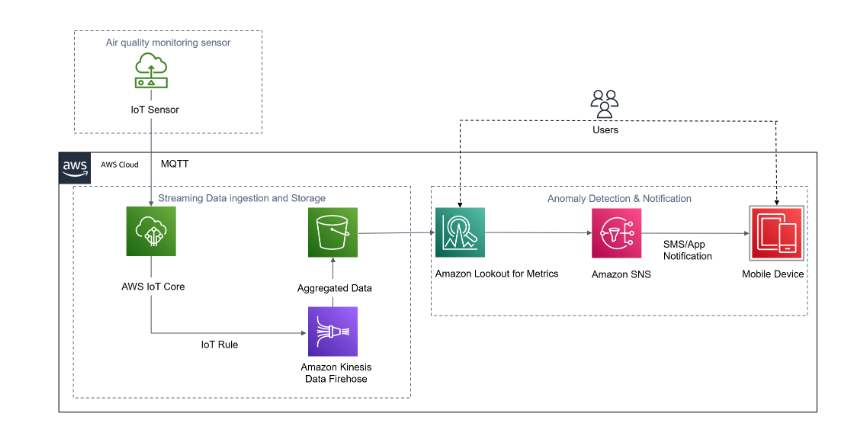 Air quality monitoring sensor
IoT Sensor
Users
aws
AWS Cloud
MQTT
Streaming Data ingestion and Storage
Anomaly Detection & Notification
AWS IoT Core
Aggregated Data
Amazon Lookout for Metrics
Amazon SNS
SMS/App
Notification
Mobile Device
IoT Rule
Amazon Kinesis
Data Firehose